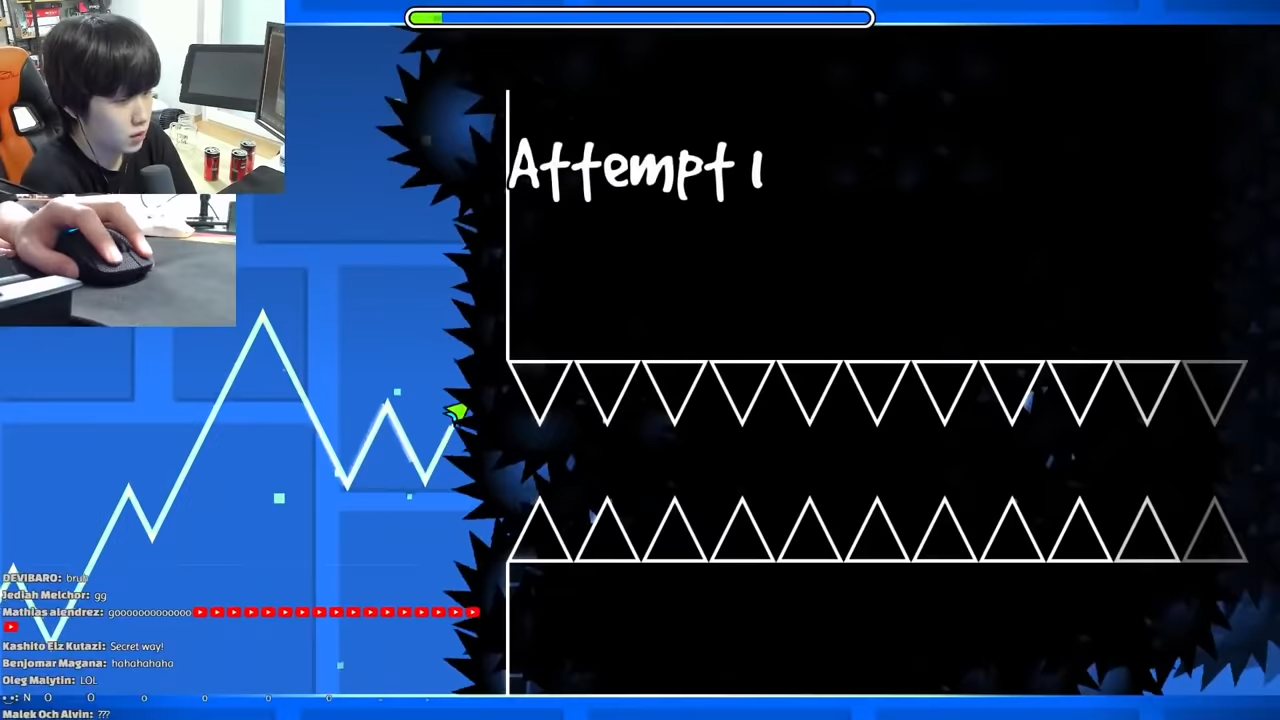 Attempt 1
DEVIBARO: bruh
Jediah Melchor: gg
Mathias alendrez: gooooooooooooo
Kashito Elz Kutazi: Secret way!
Benjomar Magana: hahahahaha
Oleg Malytin: LOL
: N O O o o o o
Malek Och Alvin: ???